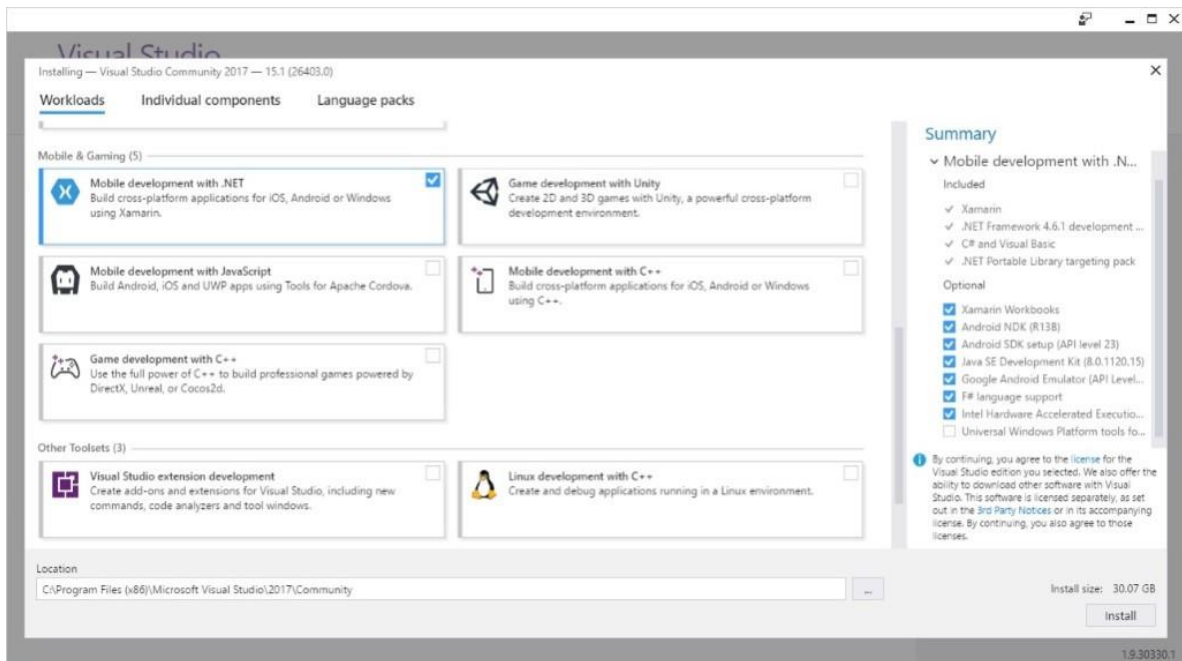 Visual Studio
Installing — Visual Studio Community 2017 — 15.1 (26403.0)
Workloads
Individual components
Language packs
Mobile & Gaming (5)
Mobile development with .NET
Build cross-platform applications for iOS, Android or Windows
using Xamarin.
Game development with Unity
Create 2D and 3D games with Unity, a powerful cross-platform
development environment.
Mobile development with JavaScript
Build Android, iOS and UWP apps using Tools for Apache Cordova.
Mobile development with C++
Build cross-platform applications for iOS, Android or Windows
using C++.
Game development with C++
Use the full power of C++ to build professional games powered by
DirectX, Unreal, or Cocos2d.
Other Toolsets (3)
Visual Studio extension development
Create add-ons and extensions for Visual Studio, including new
commands, code analyzers and tool windows.
Linux development with C++
Create and debug applications running in a Linux environment.
Summary
Mobile development with .N...
Included
Xamarin
.NET Framework 4.6.1 development ...
C# and Visual Basic
.NET Portable Library targeting pack
Optional
Xamarin Workbooks
Android NDK (R13B)
Android SDK setup (API level 23)
Java SE Development Kit (8.0.1120.15)
Google Android Emulator (API Level...
F# language support
Intel Hardware Accelerated Executio...
Universal Windows Platform tools fo...
By continuing, you agree to the license for the
Visual Studio edition you selected. We also offer the
ability to download other software with Visual
Studio. This software is licensed separately, as set
out in the 3rd Party Notices or in its accompanying
license. By continuing, you also agree to those
licenses.
Location
C:\Program Files (x86)\Microsoft Visual Studio\2017\Community
...
Install size: 30.07 GB
Install
1.9.30330.1